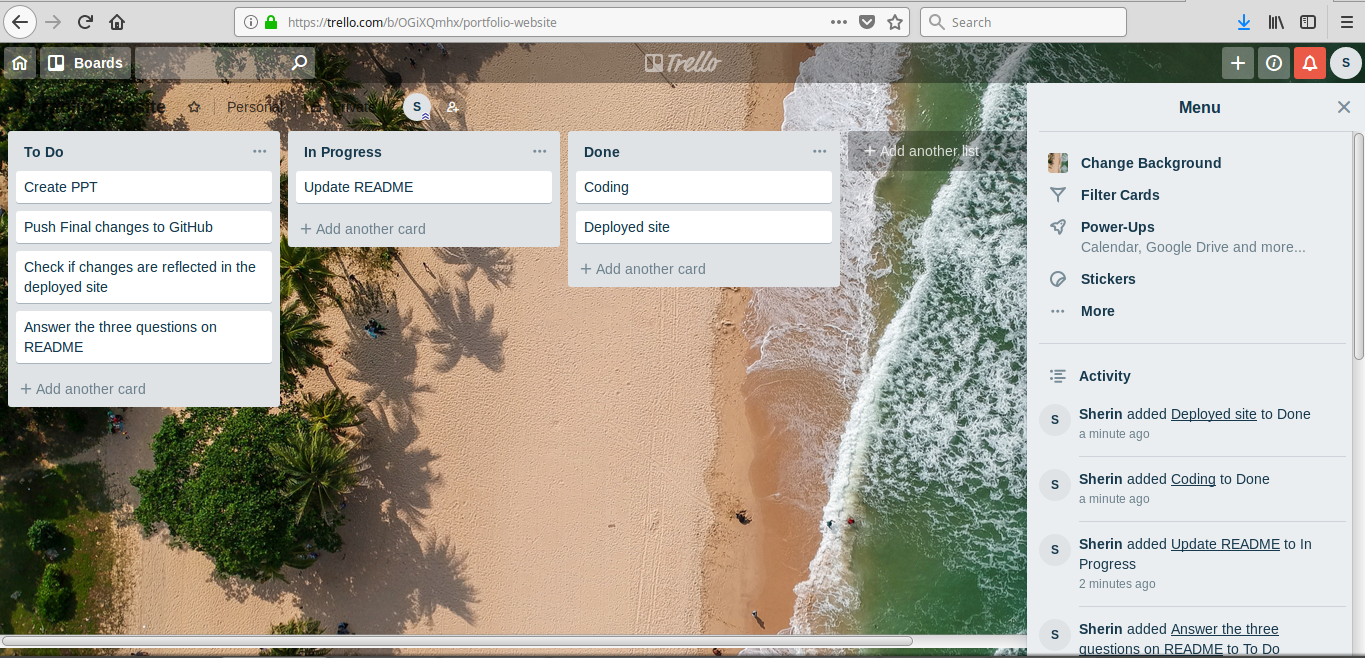 https://trello.com/b/OGiXQmhx/portfolio-website
Search
Boards
Trello
S
Personal
S
Menu
To Do
Create PPT
Push Final changes to GitHub
Check if changes are reflected in the
deployed site
Answer the three questions on
README
+ Add another card
In Progress
Update README
+ Add another card
Done
Coding
Deployed site
+ Add another card
+ Add another list
Change Background
Filter Cards
Power-Ups
Calendar, Google Drive and more...
Stickers
More
Activity
S
Sherin added Deployed site to Done
a minute ago
S
Sherin added Coding to Done
a minute ago
S
Sherin added Update README to In
Progress
2 minutes ago
S
Sherin added Answer the three
questions on README to To Do